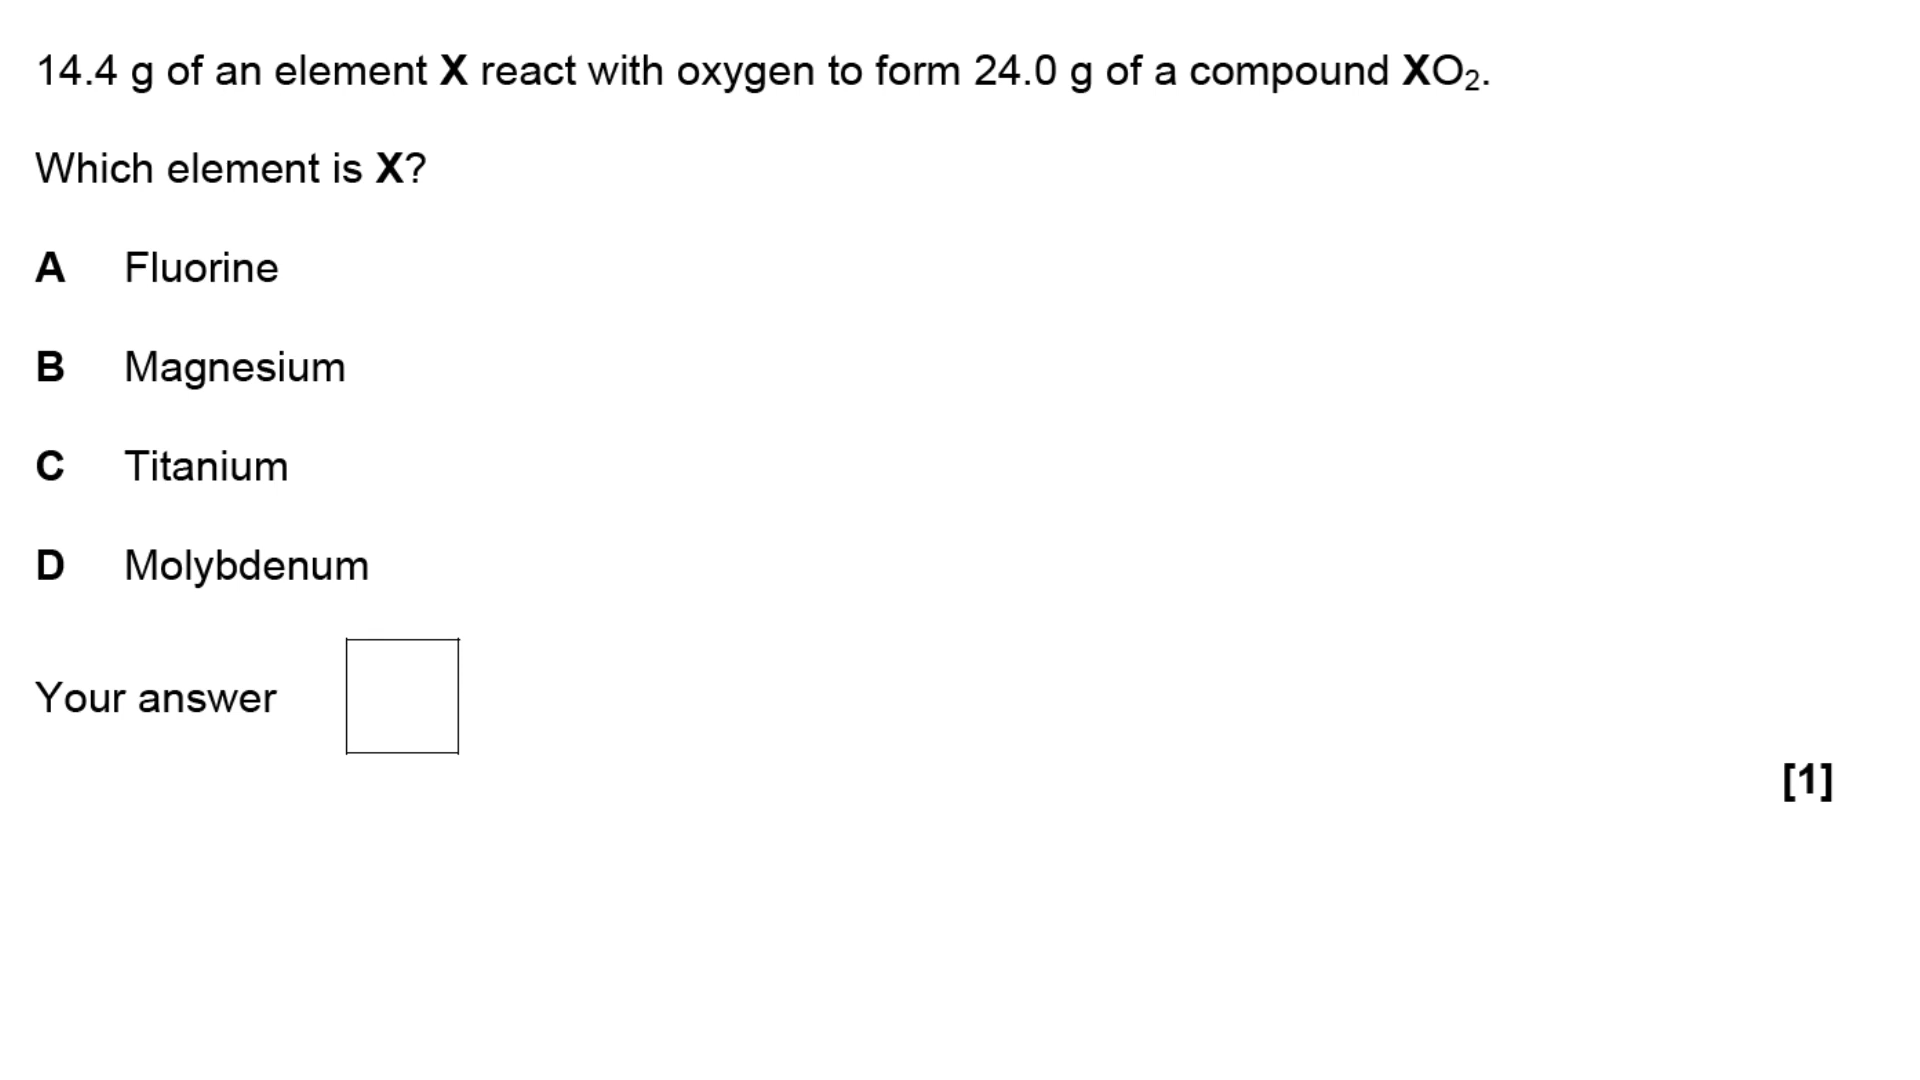 14.4 g of an element X react with oxygen to form 24.0 g of a compound XO₂.
Which element is X?
A Fluorine
B Magnesium
C Titanium
D Molybdenum
Your answer
[1]